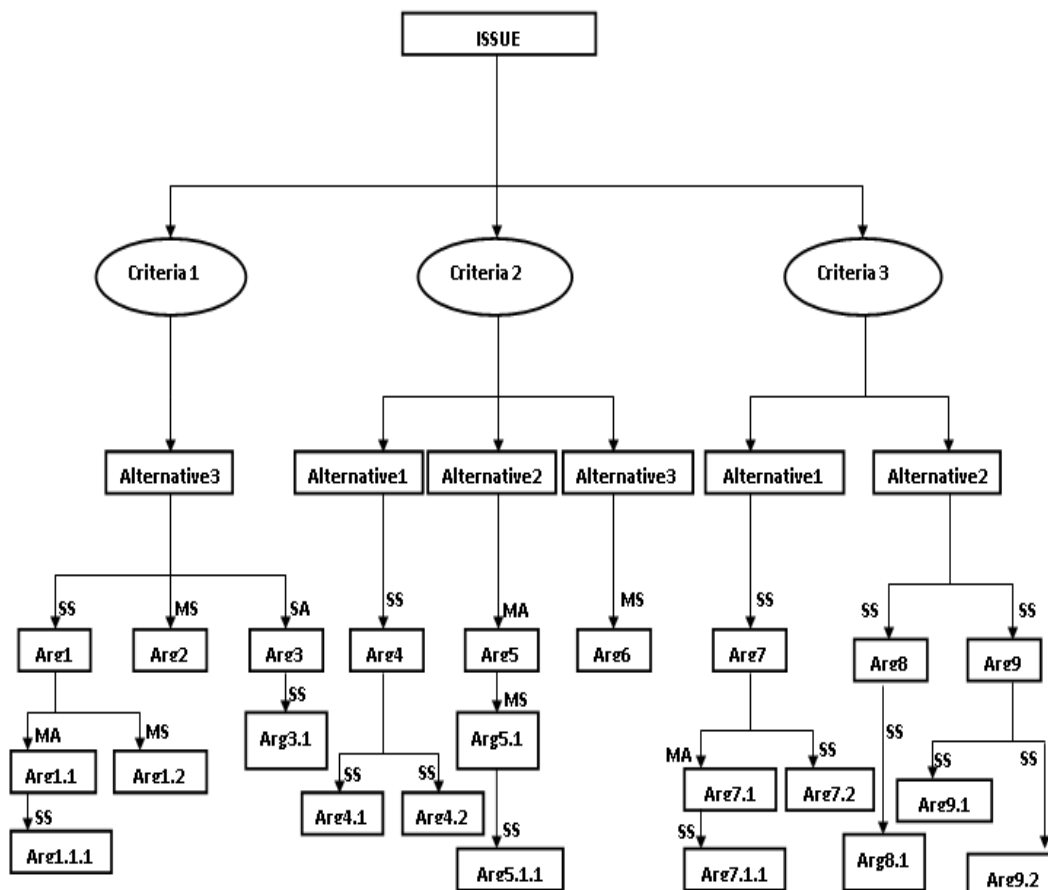 ISSUE
Criteria 1
Criteria 2
Criteria 3
Alternative3
Alternative1
Alternative2
Alternative3
Alternative1
Alternative2
SS
MS
SA
SS
MA
MS
SS
SS
SS
Arg1
Arg2
Arg3
Arg4
Arg5
Arg6
Arg7
Arg8
Arg9
MA
MS
SS
MS
SS
SS
Arg1.1
Arg1.2
Arg3.1
Arg5.1
SS
SS
MA
SS
SS
Arg4.1
Arg4.2
Arg7.1
Arg7.2
Arg9.1
SS
SS
SS
Arg1.1.1
Arg5.1.1
Arg7.1.1
Arg8.1
Arg9.2